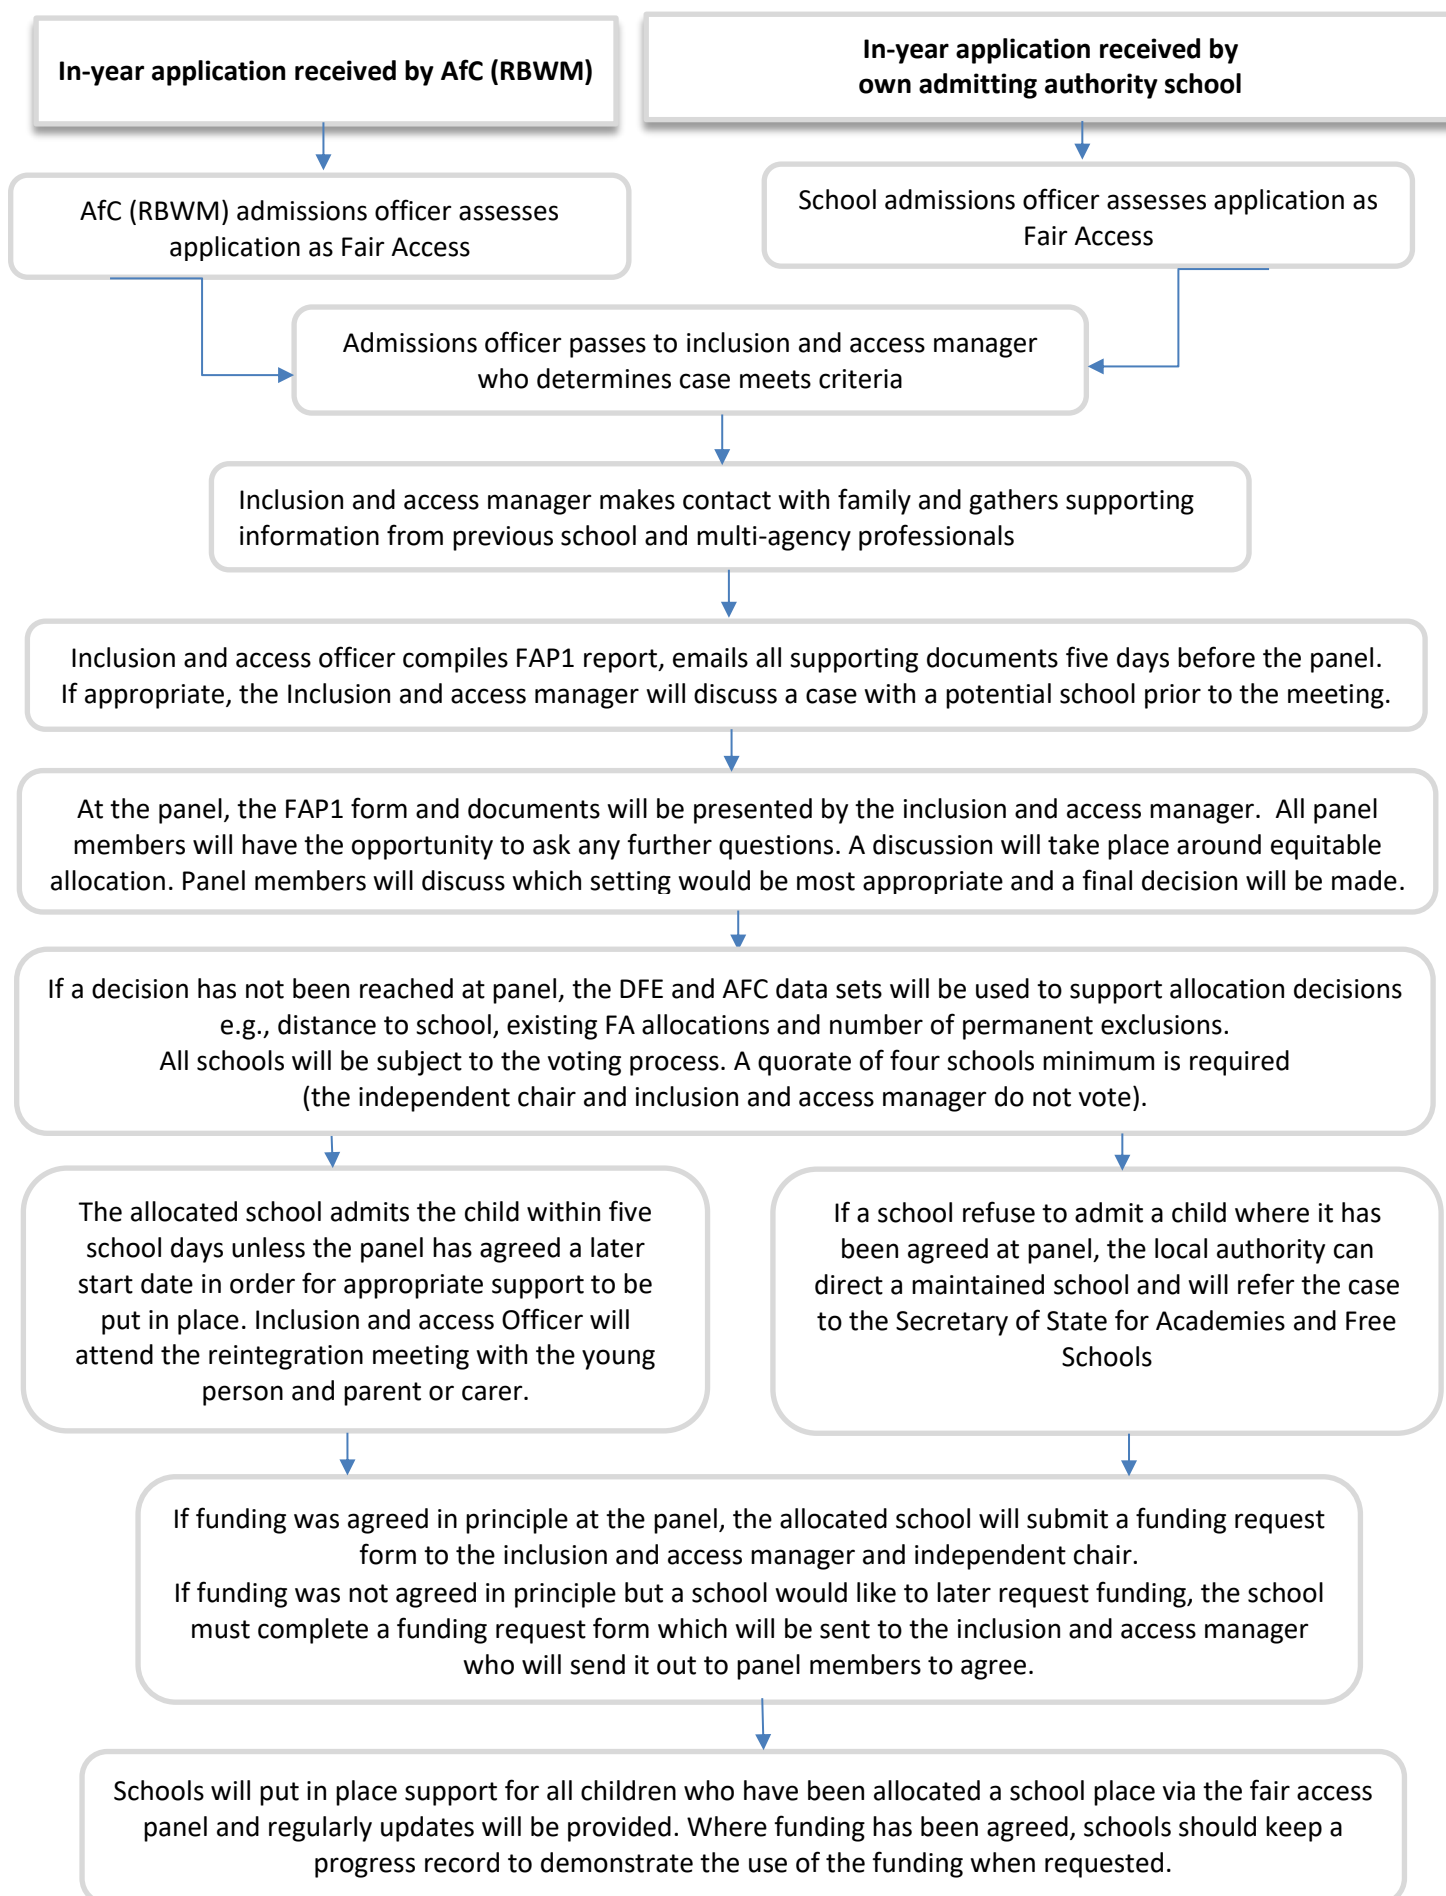 In-year application received by AfC (RBWM)
In-year application received by
own admitting authority school
AfC (RBWM) admissions officer assesses
application as Fair Access
School admissions officer assesses application as
Fair Access
Admissions officer passes to inclusion and access manager
who determines case meets criteria
Inclusion and access manager makes contact with family and gathers supporting
information from previous school and multi-agency professionals
Inclusion and access officer compiles FAP1 report, emails all supporting documents five days before the panel.
If appropriate, the Inclusion and access manager will discuss a case with a potential school prior to the meeting.
At the panel, the FAP1 form and documents will be presented by the inclusion and access manager.  All panel
members will have the opportunity to ask any further questions. A discussion will take place around equitable
allocation. Panel members will discuss which setting would be most appropriate and a final decision will be made.
If a decision has not been reached at panel, the DFE and AFC data sets will be used to support allocation decisions
e.g., distance to school, existing FA allocations and number of permanent exclusions.
All schools will be subject to the voting process. A quorate of four schools minimum is required
(the independent chair and inclusion and access manager do not vote).
The allocated school admits the child within five
school days unless the panel has agreed a later
start date in order for appropriate support to be
put in place. Inclusion and access Officer will
attend the reintegration meeting with the young
person and parent or carer.
If a school refuse to admit a child where it has
been agreed at panel, the local authority can
direct a maintained school and will refer the case
to the Secretary of State for Academies and Free
Schools
If funding was agreed in principle at the panel, the allocated school will submit a funding request
form to the inclusion and access manager and independent chair.
If funding was not agreed in principle but a school would like to later request funding, the school
must complete a funding request form which will be sent to the inclusion and access manager
who will send it out to panel members to agree.
Schools will put in place support for all children who have been allocated a school place via the fair access
panel and regularly updates will be provided. Where funding has been agreed, schools should keep a
progress record to demonstrate the use of the funding when requested.